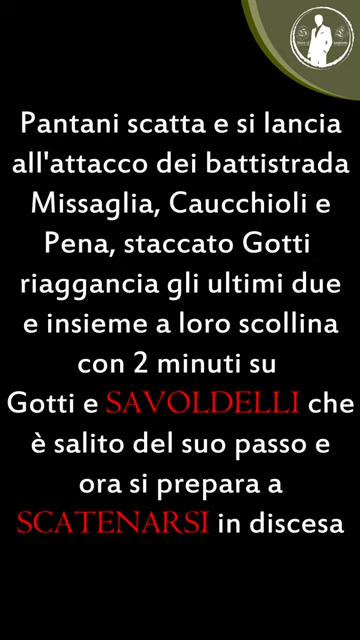 Pantani scatta e si lancia
all'attacco dei battistrada
Missaglia, Caucchioli e
Pena, staccato Gotti
riaggancia gli ultimi due
e insieme a loro scollina
con 2 minuti su
Gotti e SAVOLDELLI che
è salito del suo passo e
ora si prepara a
SCATENARSI in discesa